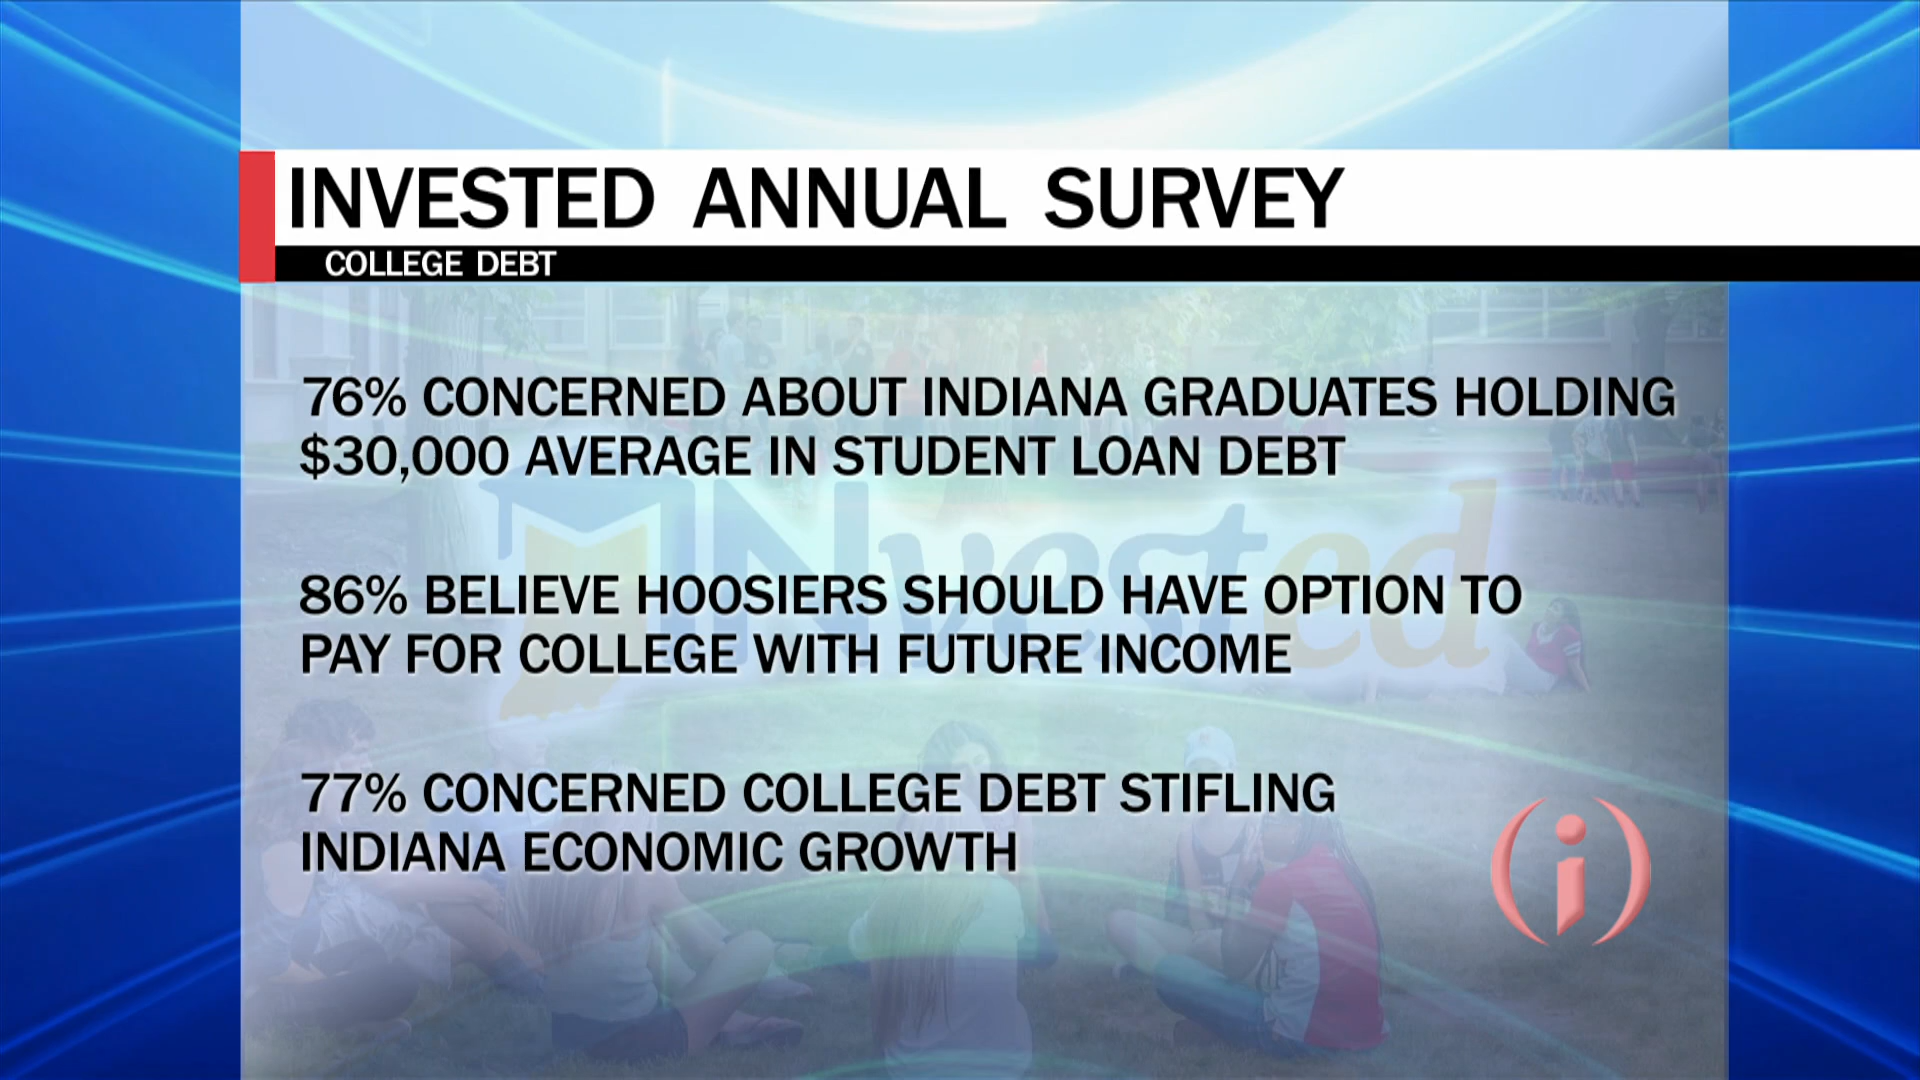 INVESTED ANNUAL SURVEY
COLLEGE DEBT
76% CONCERNED ABOUT INDIANA GRADUATES HOLDING
$30,000 AVERAGE IN STUDENT LOAN DEBT
INvested
86% BELIEVE HOOSIERS SHOULD HAVE OPTION TO
PAY FOR COLLEGE WITH FUTURE INCOME
77% CONCERNED COLLEGE DEBT STIFLING
INDIANA ECONOMIC GROWTH
(i)